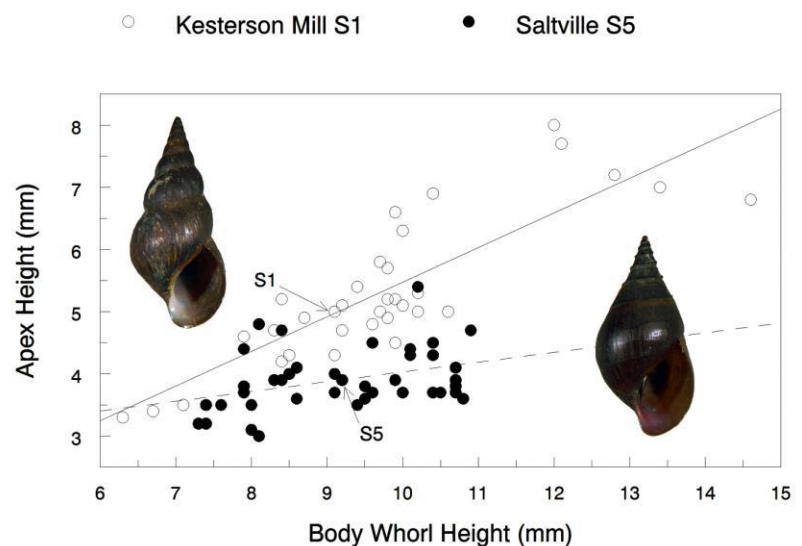 Kesterson Mill S1 Saltville S5
8
7
6
5
4
3
Apex Height (mm)
S1
S5
6 7 8 9 10 11 12 13 14 15
Body Whorl Height (mm)